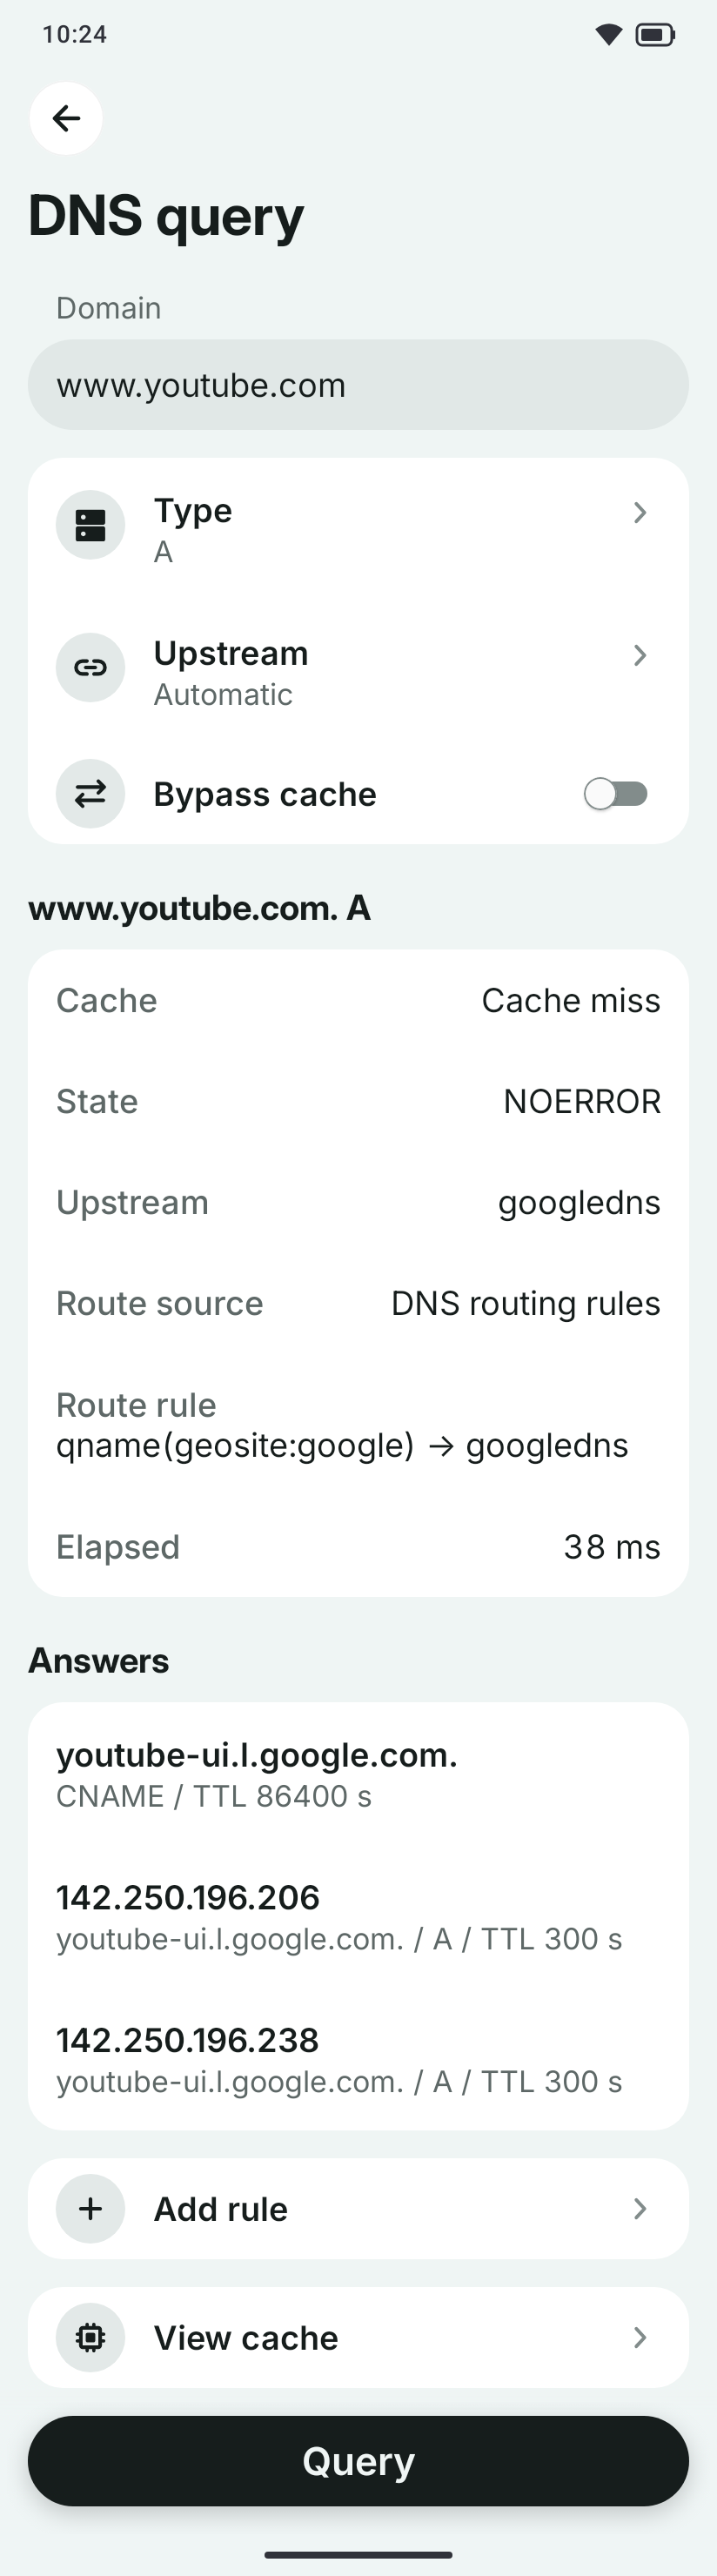 10:24
DNS query
Domain
www.youtube.com
Type
A
Upstream
Automatic
Bypass cache
www.youtube.com. A
Cache Cache miss
State NOERROR
Upstream googledns
Route source DNS routing rules
Route rule
qname(geosite:google) → googledns
Elapsed 38 ms
Answers
youtube-ui.l.google.com.
CNAME / TTL 86400 s
142.250.196.206
youtube-ui.l.google.com. / A / TTL 300 s
142.250.196.238
youtube-ui.l.google.com. / A / TTL 300 s
Add rule
View cache
Query